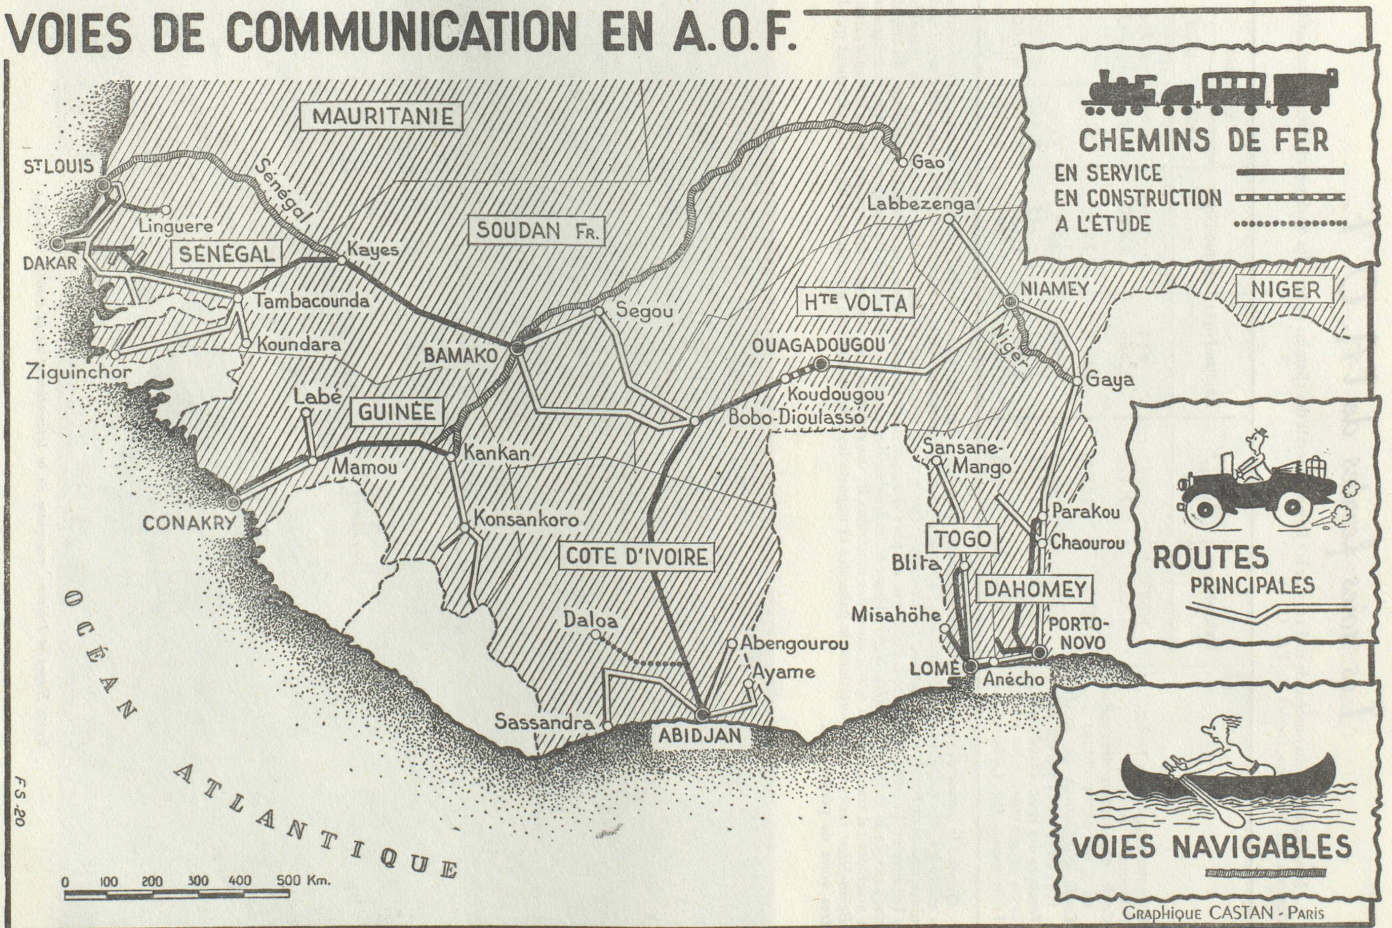 VOIES DE COMMUNICATION EN A.O.F.
CHEMINS DE FER
EN SERVICE
EN CONSTRUCTION
A L'ÉTUDE
MAURITANIE
ST LOUIS
Sénégal
Gao
Linguere
Labbezenga
SOUDAN FR.
SÉNÉGAL
DAKAR
Kayes
NIAMEY
NIGER
Tambacounda
Segou
HTE VOLTA
Koundara
BAMAKO
OUAGADOUGOU
Niger
Ziguinchor
Gaya
Koudougou
Labé
GUINÉE
Bobo-Dioulasso
Mamou
KanKan
Sansane-
Mango
CONAKRY
Konsankoro
Parakou
TOGO
Chaourou
COTE D'IVOIRE
Blita
DAHOMEY
ROUTES
PRINCIPALES
Daloa
Misahöhe
PORTO-
NOVO
Abengourou
Ayame
LOMÉ
Anécho
Sassandra
ABIDJAN
OCÉAN
ATLANTIQUE
VOIES NAVIGABLES
FS.20
0 100 200 300 400 500 Km.
GRAPHIQUE CASTAN - PARIS